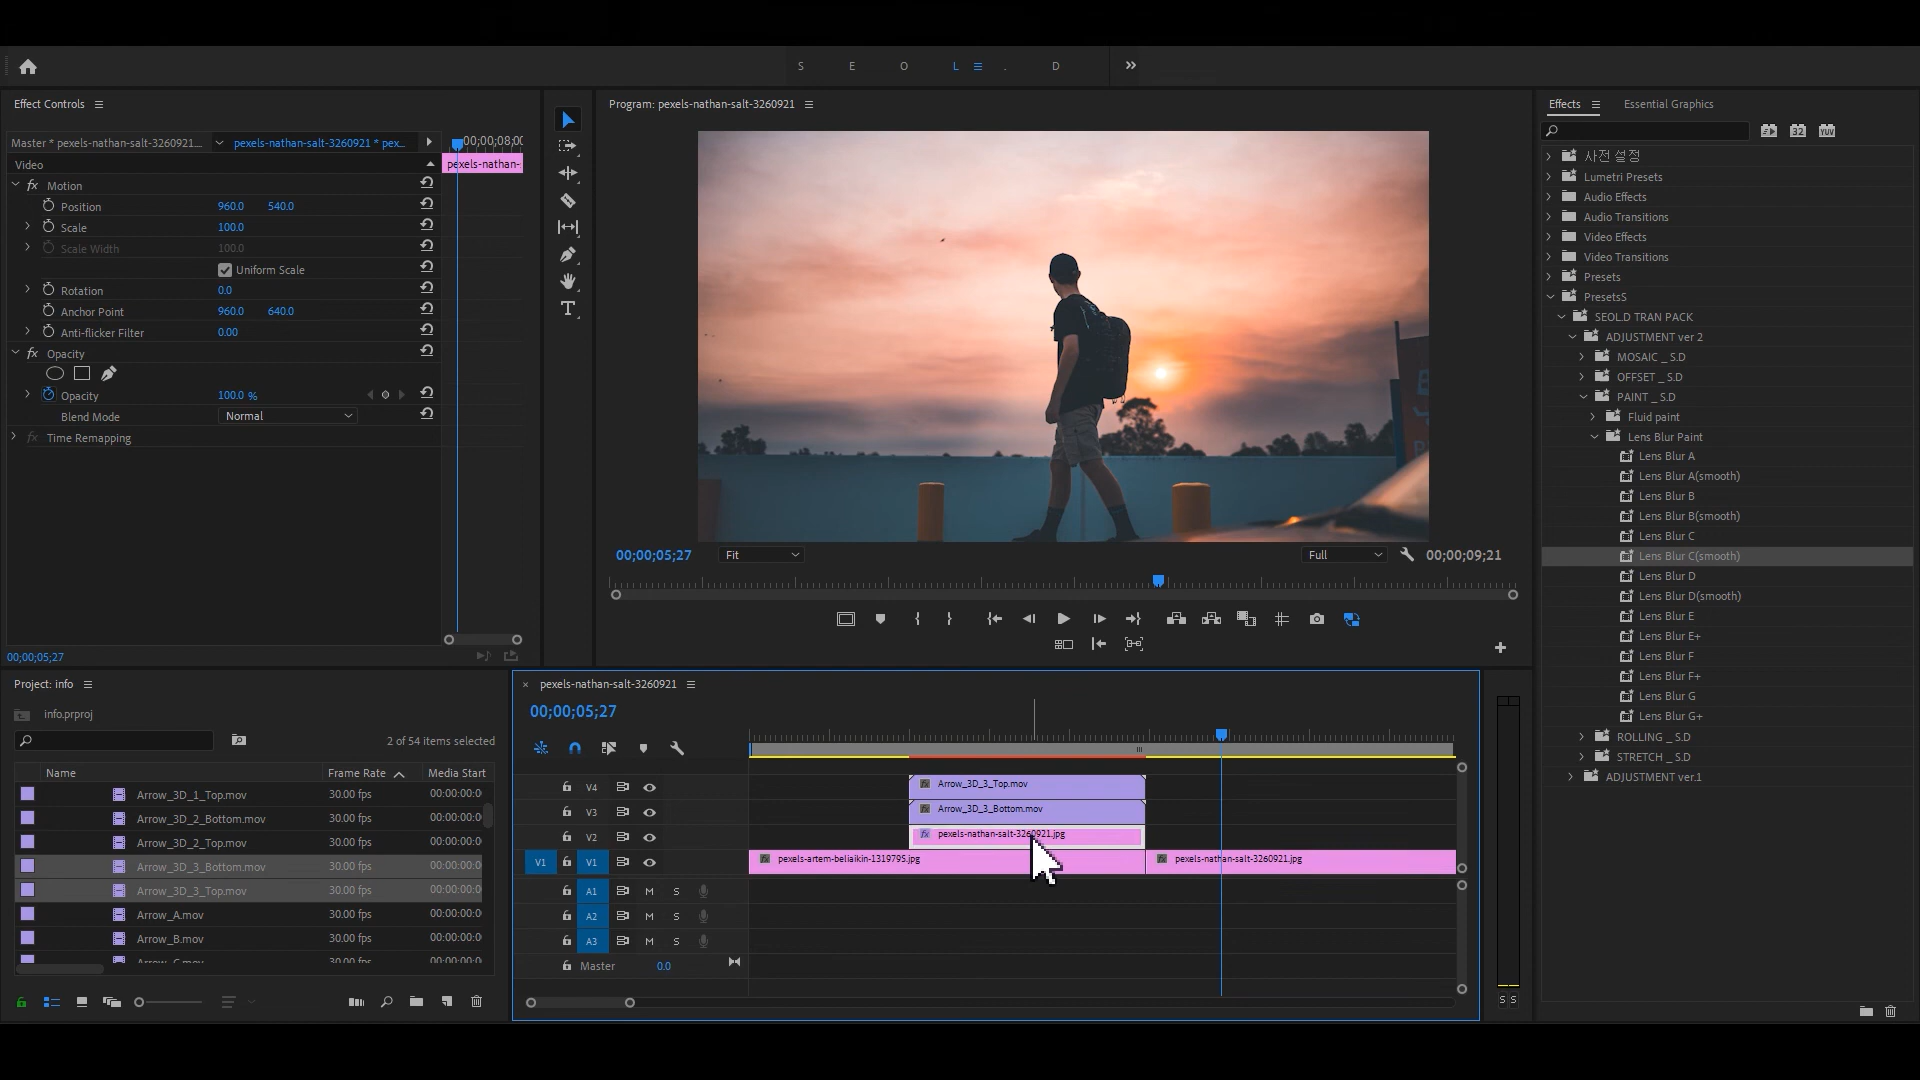 S E O L . D
Effect Controls
Master * pexels-nathan-salt-3260921...
pexels-nathan-salt-3260921 * pex...
00;00;08;00
Video
pexels-nathan-
Motion
Position 960.0 540.0
Scale 100.0
Scale Width 100.0
Uniform Scale
Rotation 0.0
Anchor Point 960.0 640.0
Anti-flicker Filter 0.00
Opacity
Opacity 100.0 %
Blend Mode Normal
Time Remapping
00;00;05;27
Program: pexels-nathan-salt-3260921
00;00;05;27 Fit Full 00;00;09;21
Effects Essential Graphics
32 YUV
사전 설정
Lumetri Presets
Audio Effects
Audio Transitions
Video Effects
Video Transitions
Presets
PresetsS
SEOL.D TRAN PACK
ADJUSTMENT ver 2
MOSAIC _ S.D
OFFSET _ S.D
PAINT _ S.D
Fluid paint
Lens Blur Paint
Lens Blur A
Lens Blur A(smooth)
Lens Blur B
Lens Blur B(smooth)
Lens Blur C
Lens Blur C(smooth)
Lens Blur D
Lens Blur D(smooth)
Lens Blur E
Lens Blur E+
Lens Blur F
Lens Blur F+
Lens Blur G
Lens Blur G+
ROLLING _ S.D
STRETCH _ S.D
ADJUSTMENT ver.1
Project: info
info.prproj
2 of 54 items selected
Name Frame Rate Media Start
Arrow_3D_1_Top.mov 30.00 fps 00:00:00:0
Arrow_3D_2_Bottom.mov 30.00 fps 00:00:00:0
Arrow_3D_2_Top.mov 30.00 fps 00:00:00:0
Arrow_3D_3_Bottom.mov 30.00 fps 00:00:00:0
Arrow_3D_3_Top.mov 30.00 fps 00:00:00:0
Arrow_A.mov 30.00 fps 00:00:00:0
Arrow_B.mov 30.00 fps 00:00:00:0
Arrow_C.mov 30.00 fps 00:00:00:0
pexels-nathan-salt-3260921
00;00;05;27
V4 Arrow_3D_3_Top.mov
V3 Arrow_3D_3_Bottom.mov
V2 pexels-nathan-salt-3260921.jpg
V1 V1 pexels-artem-beliaikin-1319795.jpg pexels-nathan-salt-3260921.jpg
A1 M S
A2 M S
A3 M S
Master 0.0
S S